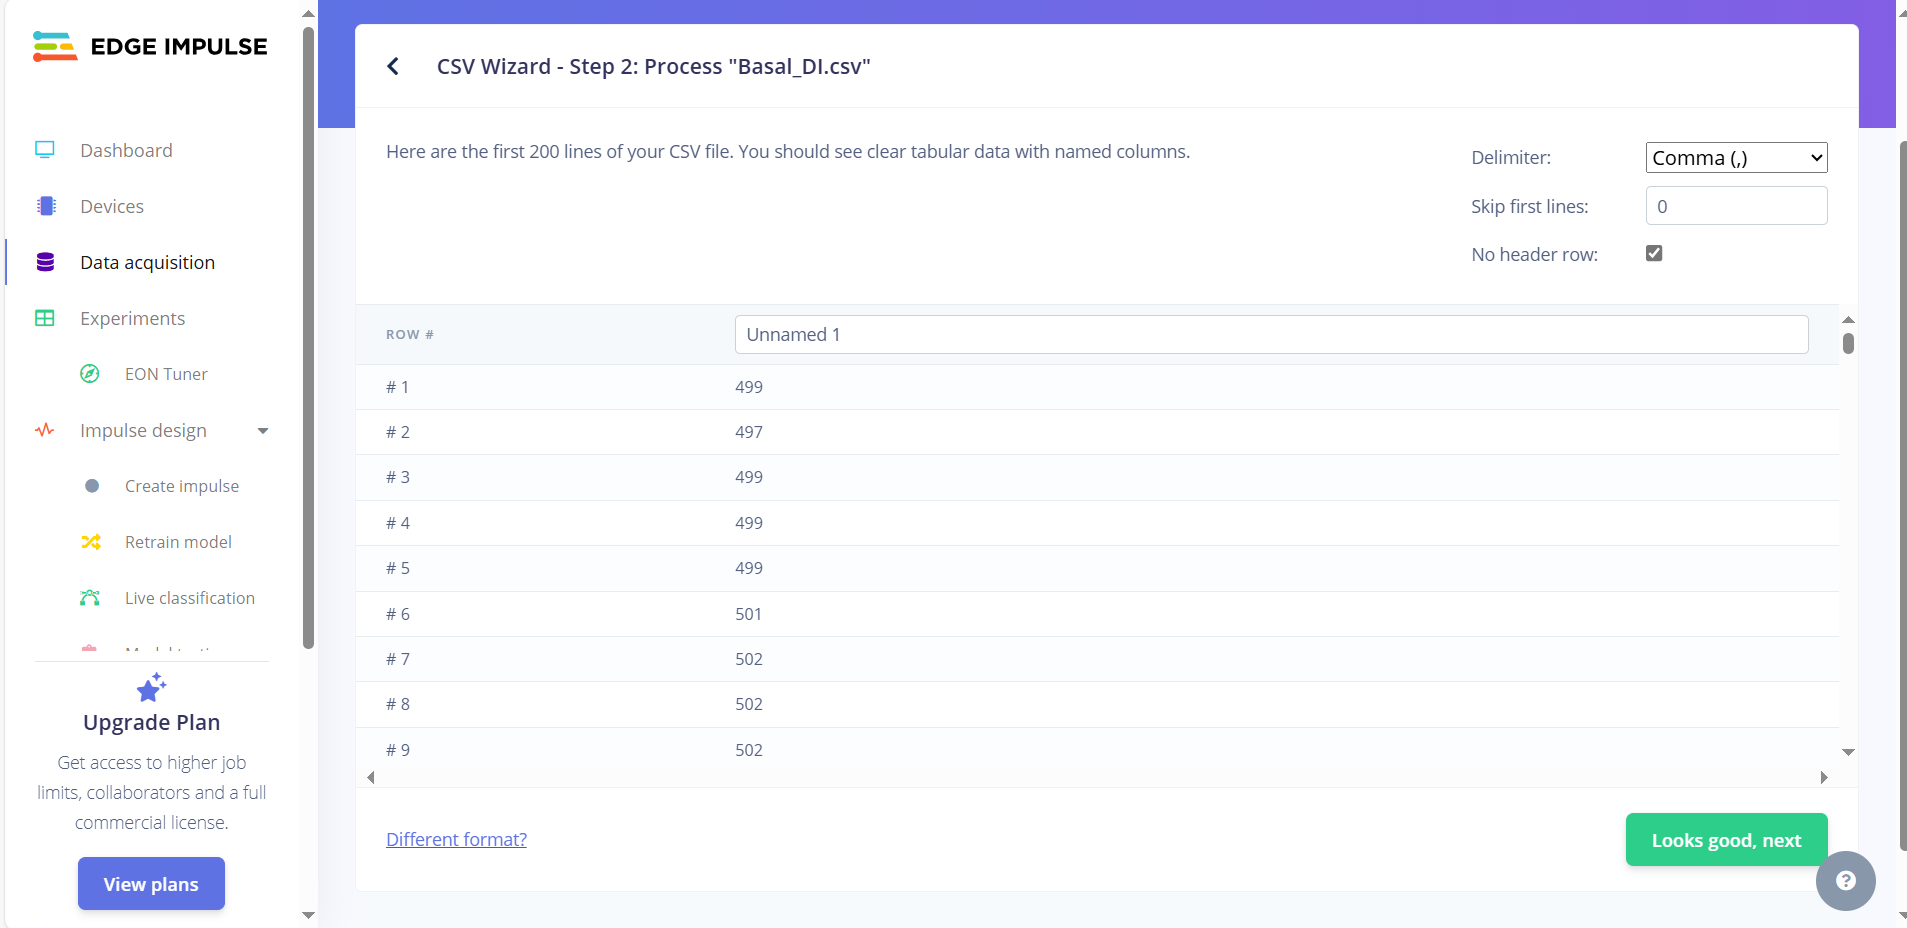 EDGE IMPULSE
Dashboard
Devices
Data acquisition
Experiments
EON Tuner
Impulse design
Create impulse
Retrain model
Live classification
Upgrade Plan
Get access to higher job
limits, collaborators and a full
commercial license.
View plans
CSV Wizard - Step 2: Process "Basal_DI.csv"
Here are the first 200 lines of your CSV file. You should see clear tabular data with named columns.
Delimiter: Comma (,)
Skip first lines: 0
No header row:
ROW # Unnamed 1
# 1 499
# 2 497
# 3 499
# 4 499
# 5 499
# 6 501
# 7 502
# 8 502
# 9 502
Different format?
Looks good, next
?